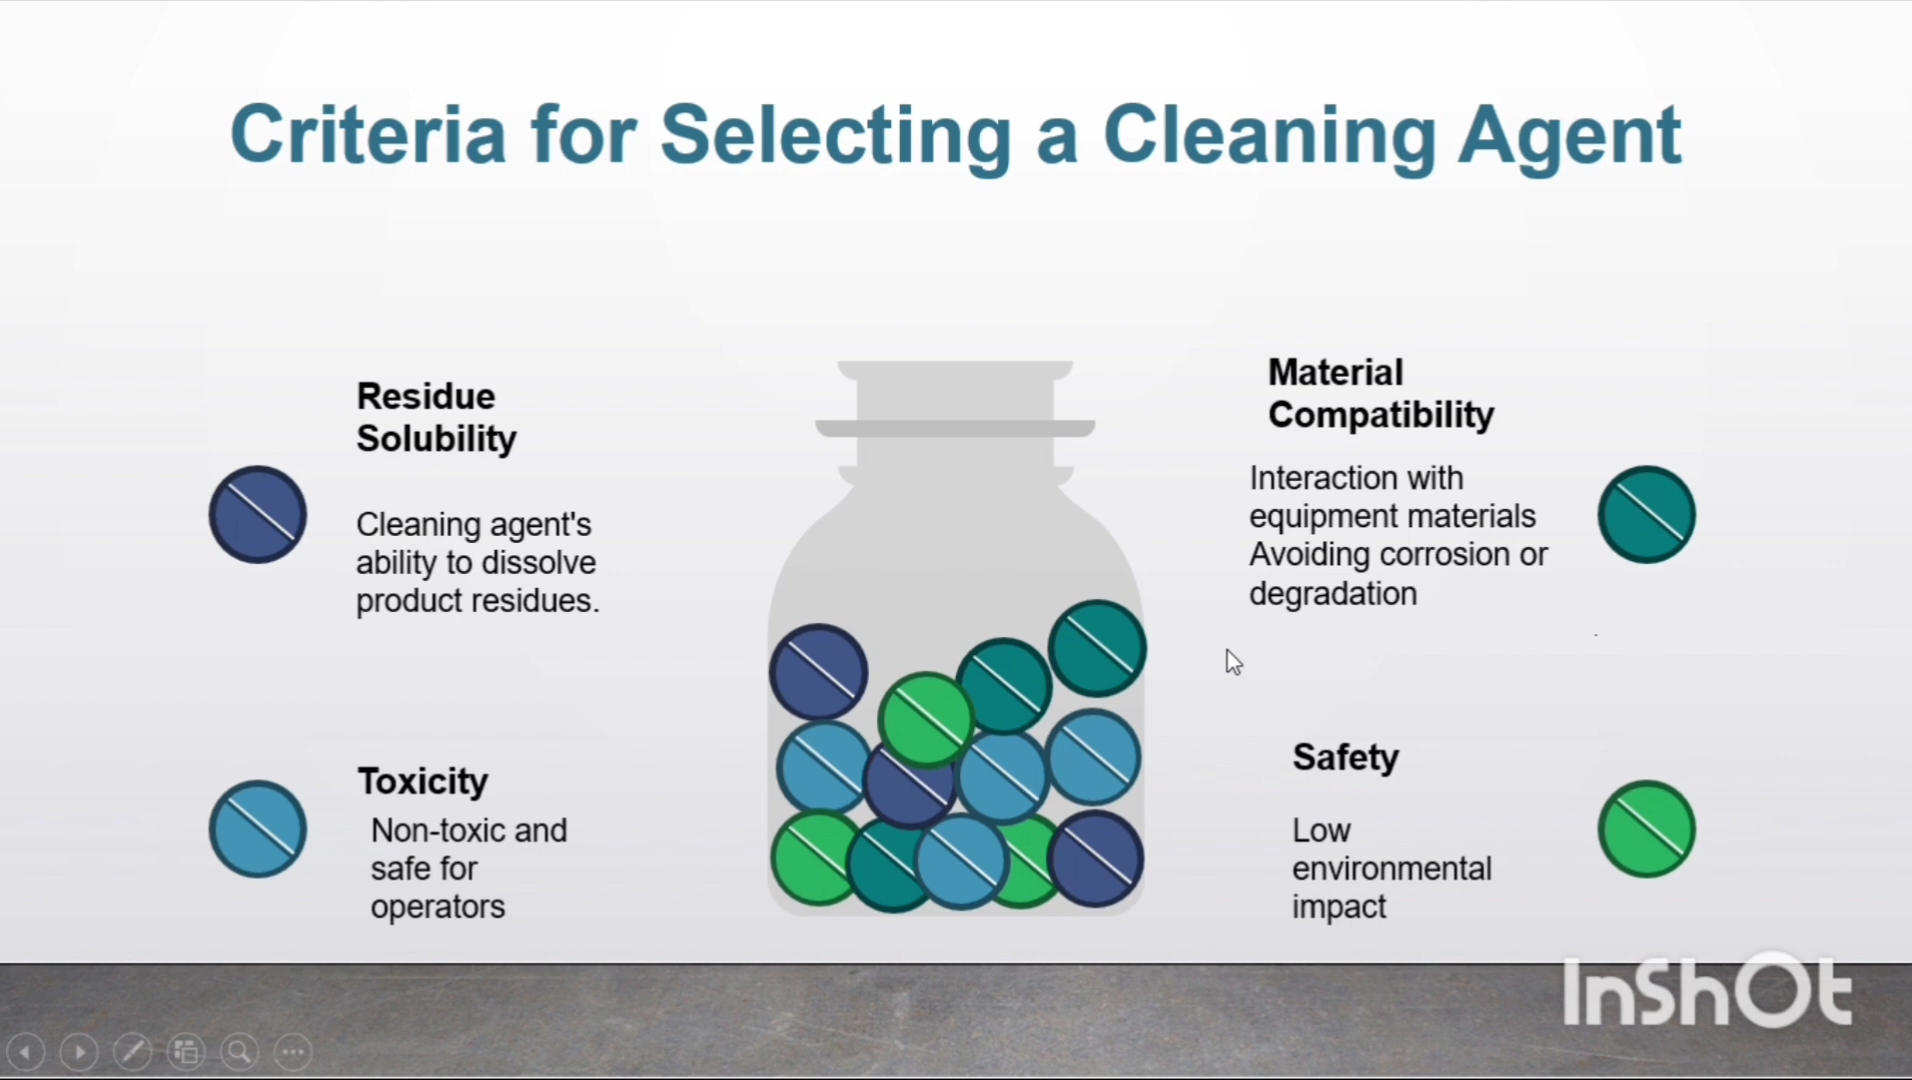 Criteria for Selecting a Cleaning Agent
Residue
Solubility
Cleaning agent's
ability to dissolve
product residues.
Material
Compatibility
Interaction with
equipment materials
Avoiding corrosion or
degradation
Toxicity
Non-toxic and
safe for
operators
Safety
Low
environmental
impact
InShOt